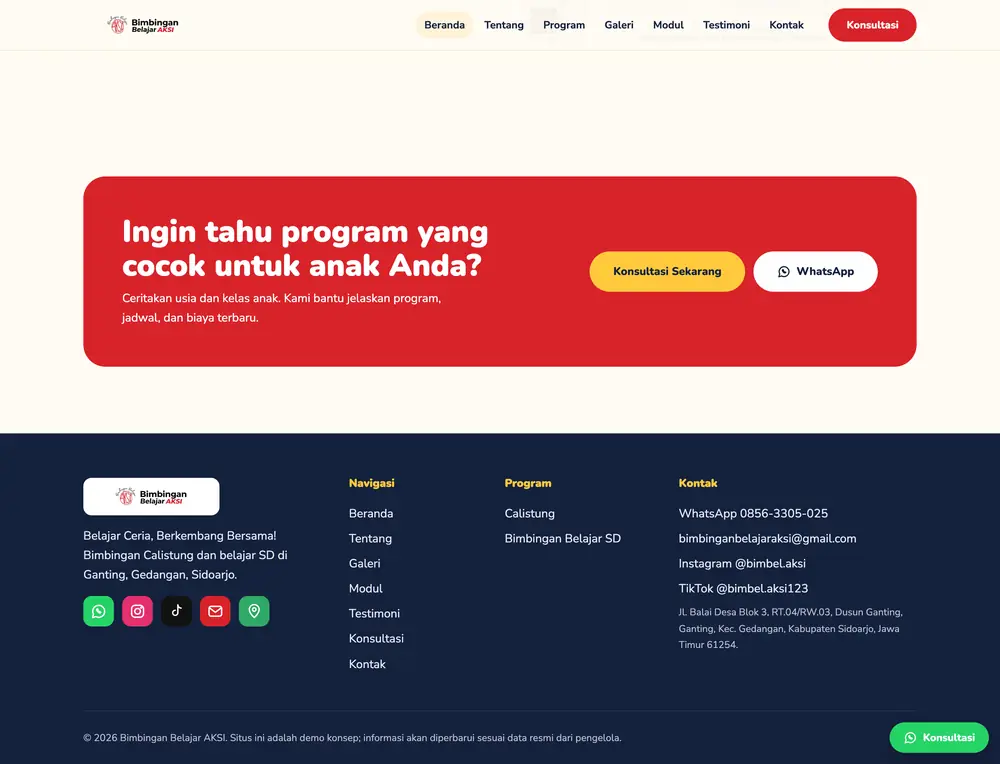 Bimbingan
Belajar AKSI
Beranda
Tentang
Program
Galeri
Modul
Testimoni
Kontak
Konsultasi
Ingin tahu program yang
cocok untuk anak Anda?
Ceritakan usia dan kelas anak. Kami bantu jelaskan program,
jadwal, dan biaya terbaru.
Konsultasi Sekarang
WhatsApp
Bimbingan
Belajar AKSI
Belajar Ceria, Berkembang Bersama!
Bimbingan Calistung dan belajar SD di
Ganting, Gedangan, Sidoarjo.
Navigasi
Beranda
Tentang
Galeri
Modul
Testimoni
Konsultasi
Kontak
Program
Calistung
Bimbingan Belajar SD
Kontak
WhatsApp 0856-3305-025
bimbinganbelajaraksi@gmail.com
Instagram @bimbel.aksi
TikTok @bimbel.aksi123
Jl. Balai Desa Blok 3, RT.04/RW.03, Dusun Ganting,
Ganting, Kec. Gedangan, Kabupaten Sidoarjo, Jawa
Timur 61254.
© 2026 Bimbingan Belajar AKSI. Situs ini adalah demo konsep; informasi akan diperbarui sesuai data resmi dari pengelola.
Konsultasi